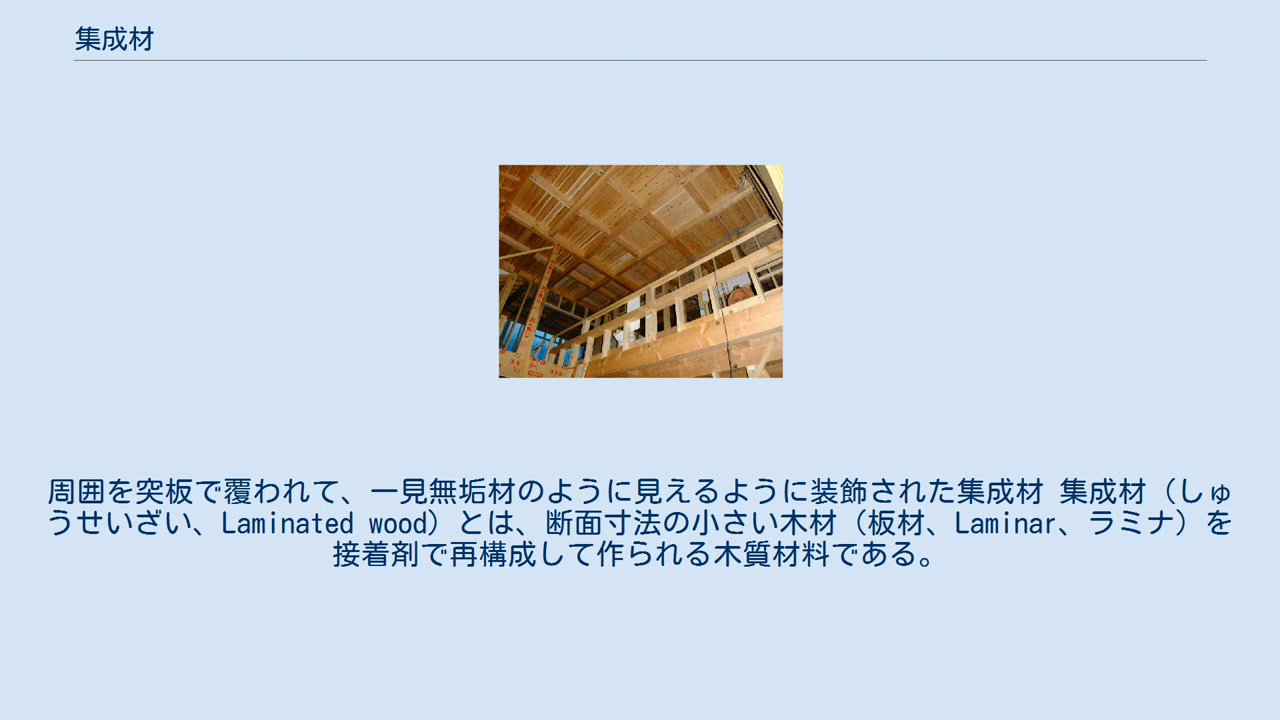 集成材
周囲を突板で覆われて、一見無垢材のように見えるように装飾された集成材 集成材（しゅ
うせいざい、Laminated wood）とは、断面寸法の小さい木材（板材、Laminar、ラミナ）を
接着剤で再構成して作られる木質材料である。